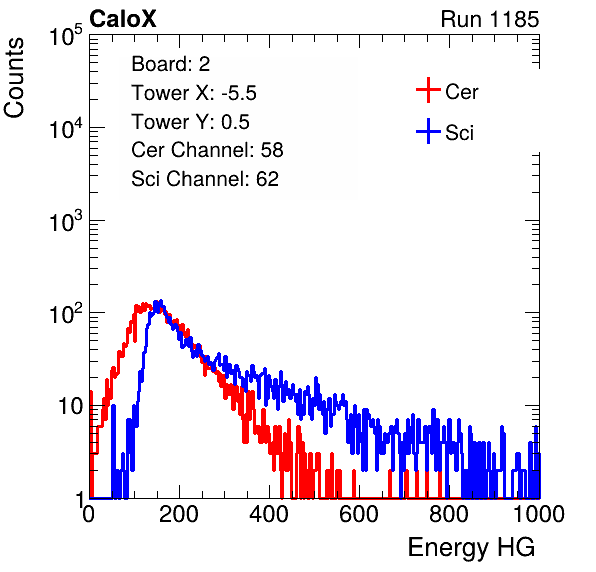 CaloX Run 1185
Counts
10^5
10^4
10^3
10^2
10
1
Board: 2
Tower X: -5.5
Tower Y: 0.5
Cer Channel: 58
Sci Channel: 62
Cer
Sci
0 200 400 600 800 1000
Energy HG